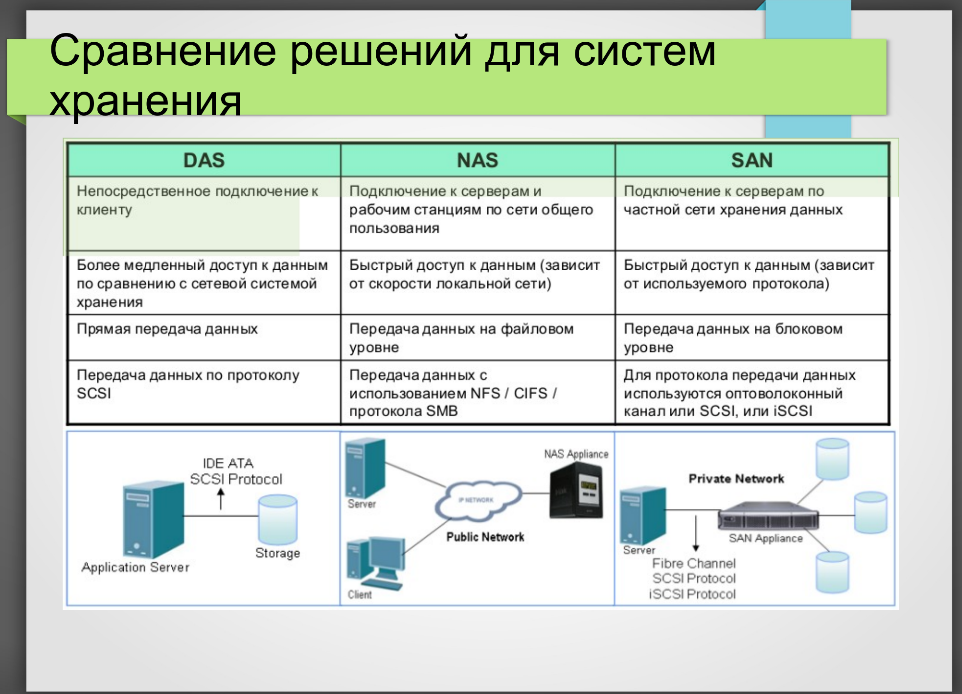 Сравнение решений для систем
хранения
DAS
NAS
SAN
Непосредственное подключение к
клиенту
Подключение к серверам и
рабочим станциям по сети общего
пользования
Подключение к серверам по
частной сети хранения данных
Более медленный доступ к данным
по сравнению с сетевой системой
хранения
Быстрый доступ к данным (зависит
от скорости локальной сети)
Быстрый доступ к данным (зависит
от используемого протокола)
Прямая передача данных
Передача данных на файловом
уровне
Передача данных на блоковом
уровне
Передача данных по протоколу
SCSI
Передача данных с
использованием NFS / CIFS /
протокола SMB
Для протокола передачи данных
используются оптоволоконный
канал или SCSI, или iSCSI
IDE ATA
SCSI Protocol
Storage
Application Server
Server
IP NETWORK
NAS Appliance
Public Network
Client
Private Network
Server
SAN Appliance
Fibre Channel
SCSI Protocol
iSCSI Protocol